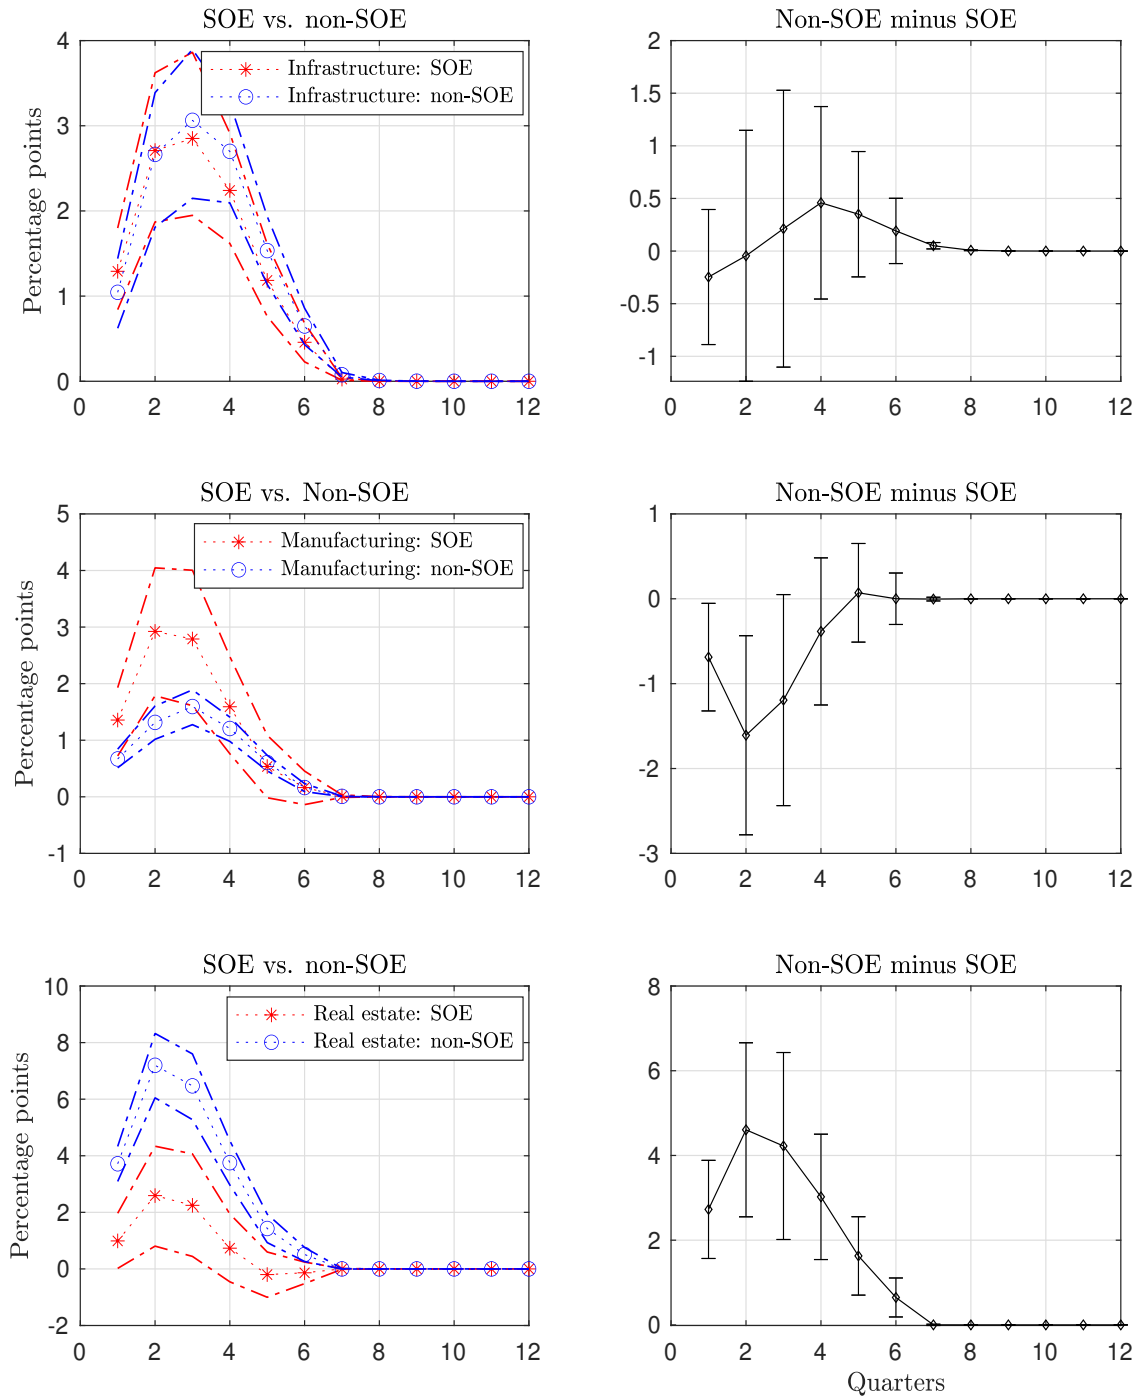 SOE vs. non-SOE
Percentage points
4
3
2
1
0
Infrastructure: SOE
Infrastructure: non-SOE
0 2 4 6 8 10 12
Non-SOE minus SOE
2
1.5
1
0.5
0
-0.5
-1
0 2 4 6 8 10 12
SOE vs. Non-SOE
Percentage points
5
4
3
2
1
0
-1
Manufacturing: SOE
Manufacturing: non-SOE
0 2 4 6 8 10 12
Non-SOE minus SOE
1
0
-1
-2
-3
0 2 4 6 8 10 12
SOE vs. non-SOE
Percentage points
10
8
6
4
2
0
-2
Real estate: SOE
Real estate: non-SOE
0 2 4 6 8 10 12
Non-SOE minus SOE
8
6
4
2
0
0 2 4 6 8 10 12
Quarters